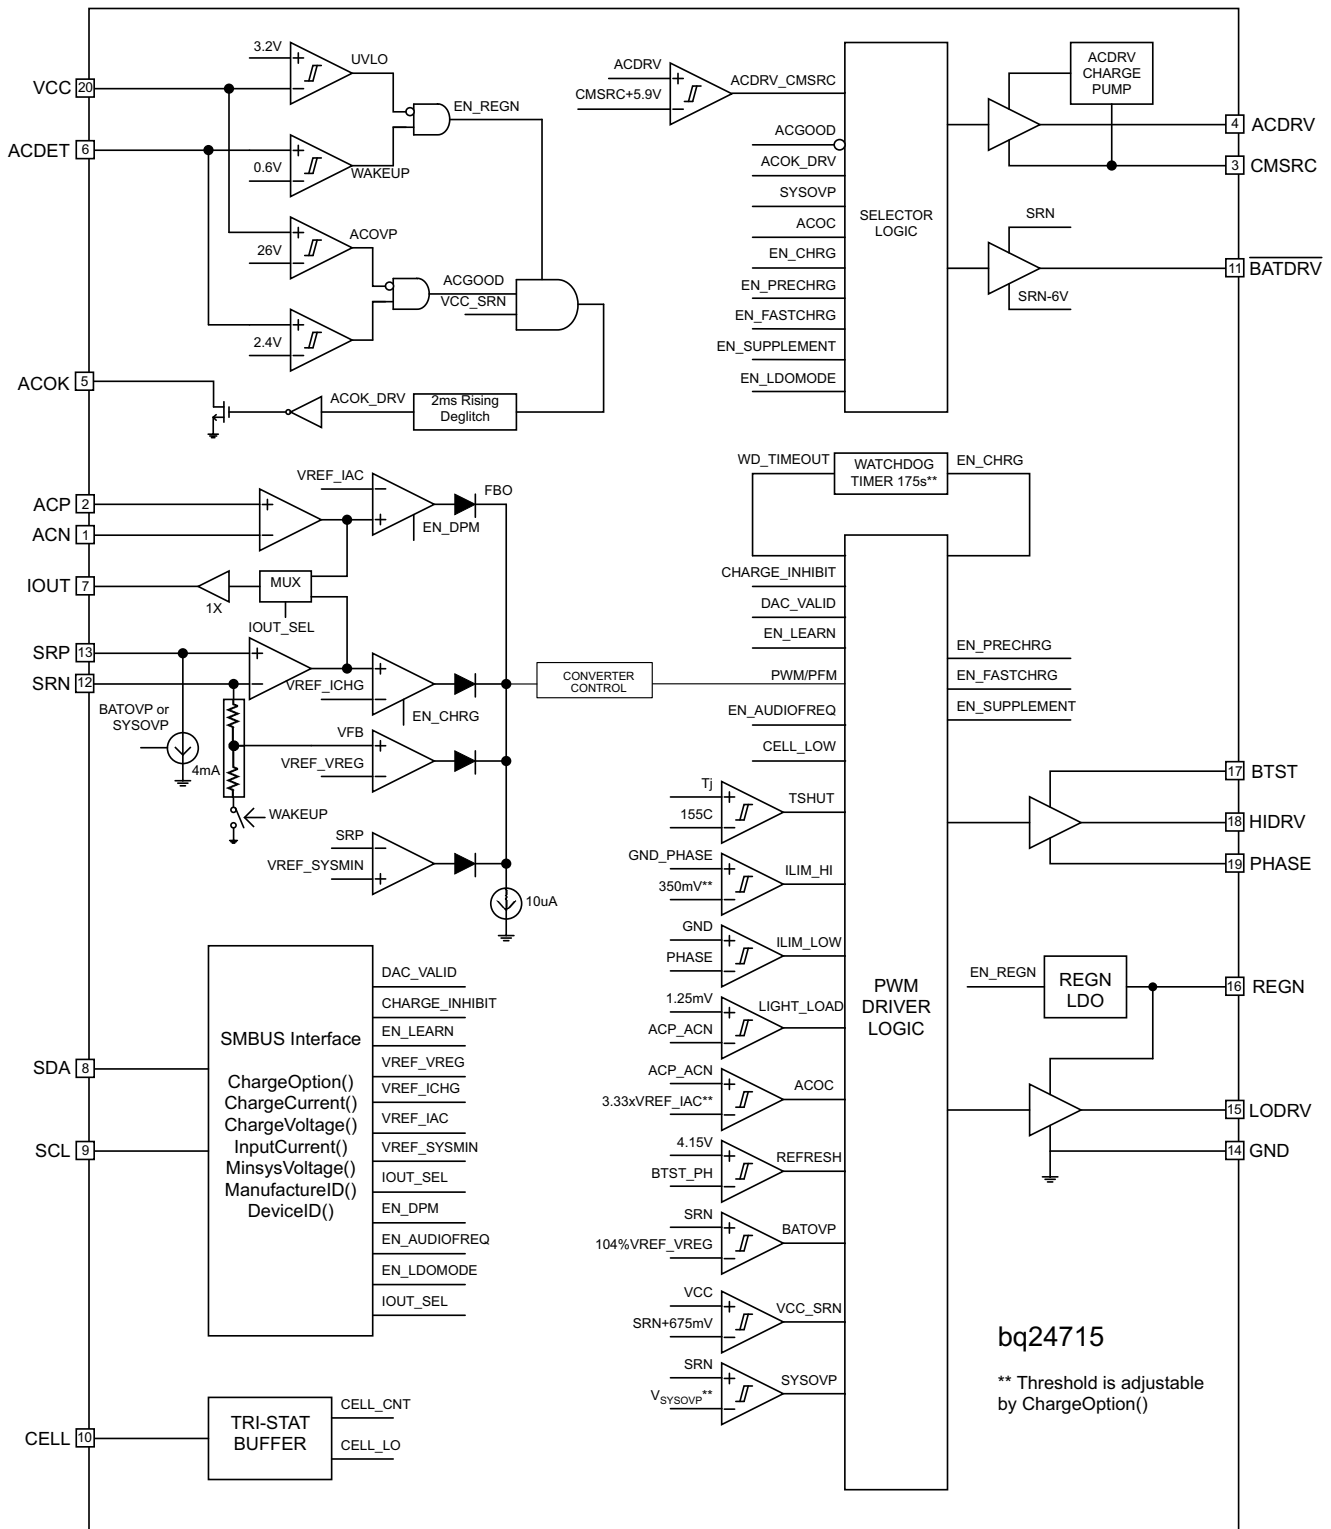 3.2V
UVLO
VCC 20
EN_REGN
ACDET 6
0.6V
WAKEUP
ACOVP
26V
ACGOOD
VCC_SRN
2.4V
ACOK 5
ACOK_DRV
2ms Rising
Deglitch
ACDRV
CMSRC+5.9V
ACDRV_CMSRC
ACGOOD
ACOK_DRV
SYSOVP
ACOC
EN_CHRG
EN_PRECHRG
EN_FASTCHRG
EN_SUPPLEMENT
EN_LDOMODE
SELECTOR
LOGIC
ACDRV
CHARGE
PUMP
4 ACDRV
3 CMSRC
SRN
11 BATDRV
SRN-6V
WD_TIMEOUT
WATCHDOG
TIMER 175s**
EN_CHRG
VREF_IAC
FBO
ACP 2
ACN 1
EN_DPM
IOUT 7
1X
MUX
IOUT_SEL
SRP 13
SRN 12
VREF_ICHG
EN_CHRG
BATOVP or
SYSOVP
4mA
VFB
VREF_VREG
WAKEUP
SRP
VREF_SYSMIN
10uA
CONVERTER
CONTROL
CHARGE_INHIBIT
DAC_VALID
EN_LEARN
PWM/PFM
EN_AUDIOFREQ
CELL_LOW
EN_PRECHRG
EN_FASTCHRG
EN_SUPPLEMENT
Tj
155C
TSHUT
GND_PHASE
350mV**
ILIM_HI
GND
PHASE
ILIM_LOW
1.25mV
ACP_ACN
LIGHT_LOAD
ACP_ACN
3.33xVREF_IAC**
ACOC
4.15V
BTST_PH
REFRESH
SRN
104%VREF_VREG
BATOVP
VCC
SRN+675mV
VCC_SRN
SRN
VSYSOVP**
SYSOVP
PWM
DRIVER
LOGIC
17 BTST
18 HIDRV
19 PHASE
EN_REGN
REGN
LDO
16 REGN
15 LODRV
14 GND
SDA 8
SCL 9
SMBUS Interface
ChargeOption()
ChargeCurrent()
ChargeVoltage()
InputCurrent()
MinsysVoltage()
ManufactureID()
DeviceID()
DAC_VALID
CHARGE_INHIBIT
EN_LEARN
VREF_VREG
VREF_ICHG
VREF_IAC
VREF_SYSMIN
IOUT_SEL
EN_DPM
EN_AUDIOFREQ
EN_LDOMODE
IOUT_SEL
CELL 10
TRI-STAT
BUFFER
CELL_CNT
CELL_LO
bq24715
** Threshold is adjustable
by ChargeOption()